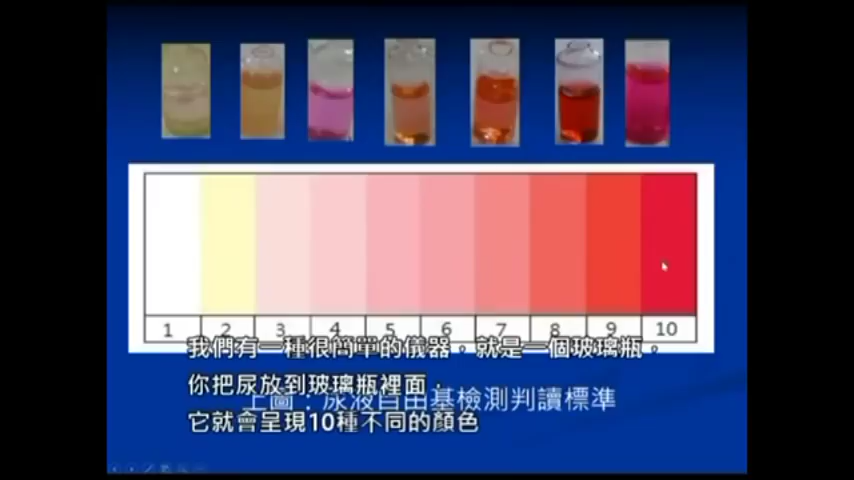 1 2 3 4 5 6 7 8 9 10
我們有一種很簡單的儀器，就是一個玻璃瓶，
你把尿放到玻璃瓶裡面，
上圖：尿液自由基檢測判讀標準
它就會呈現10種不同的顏色